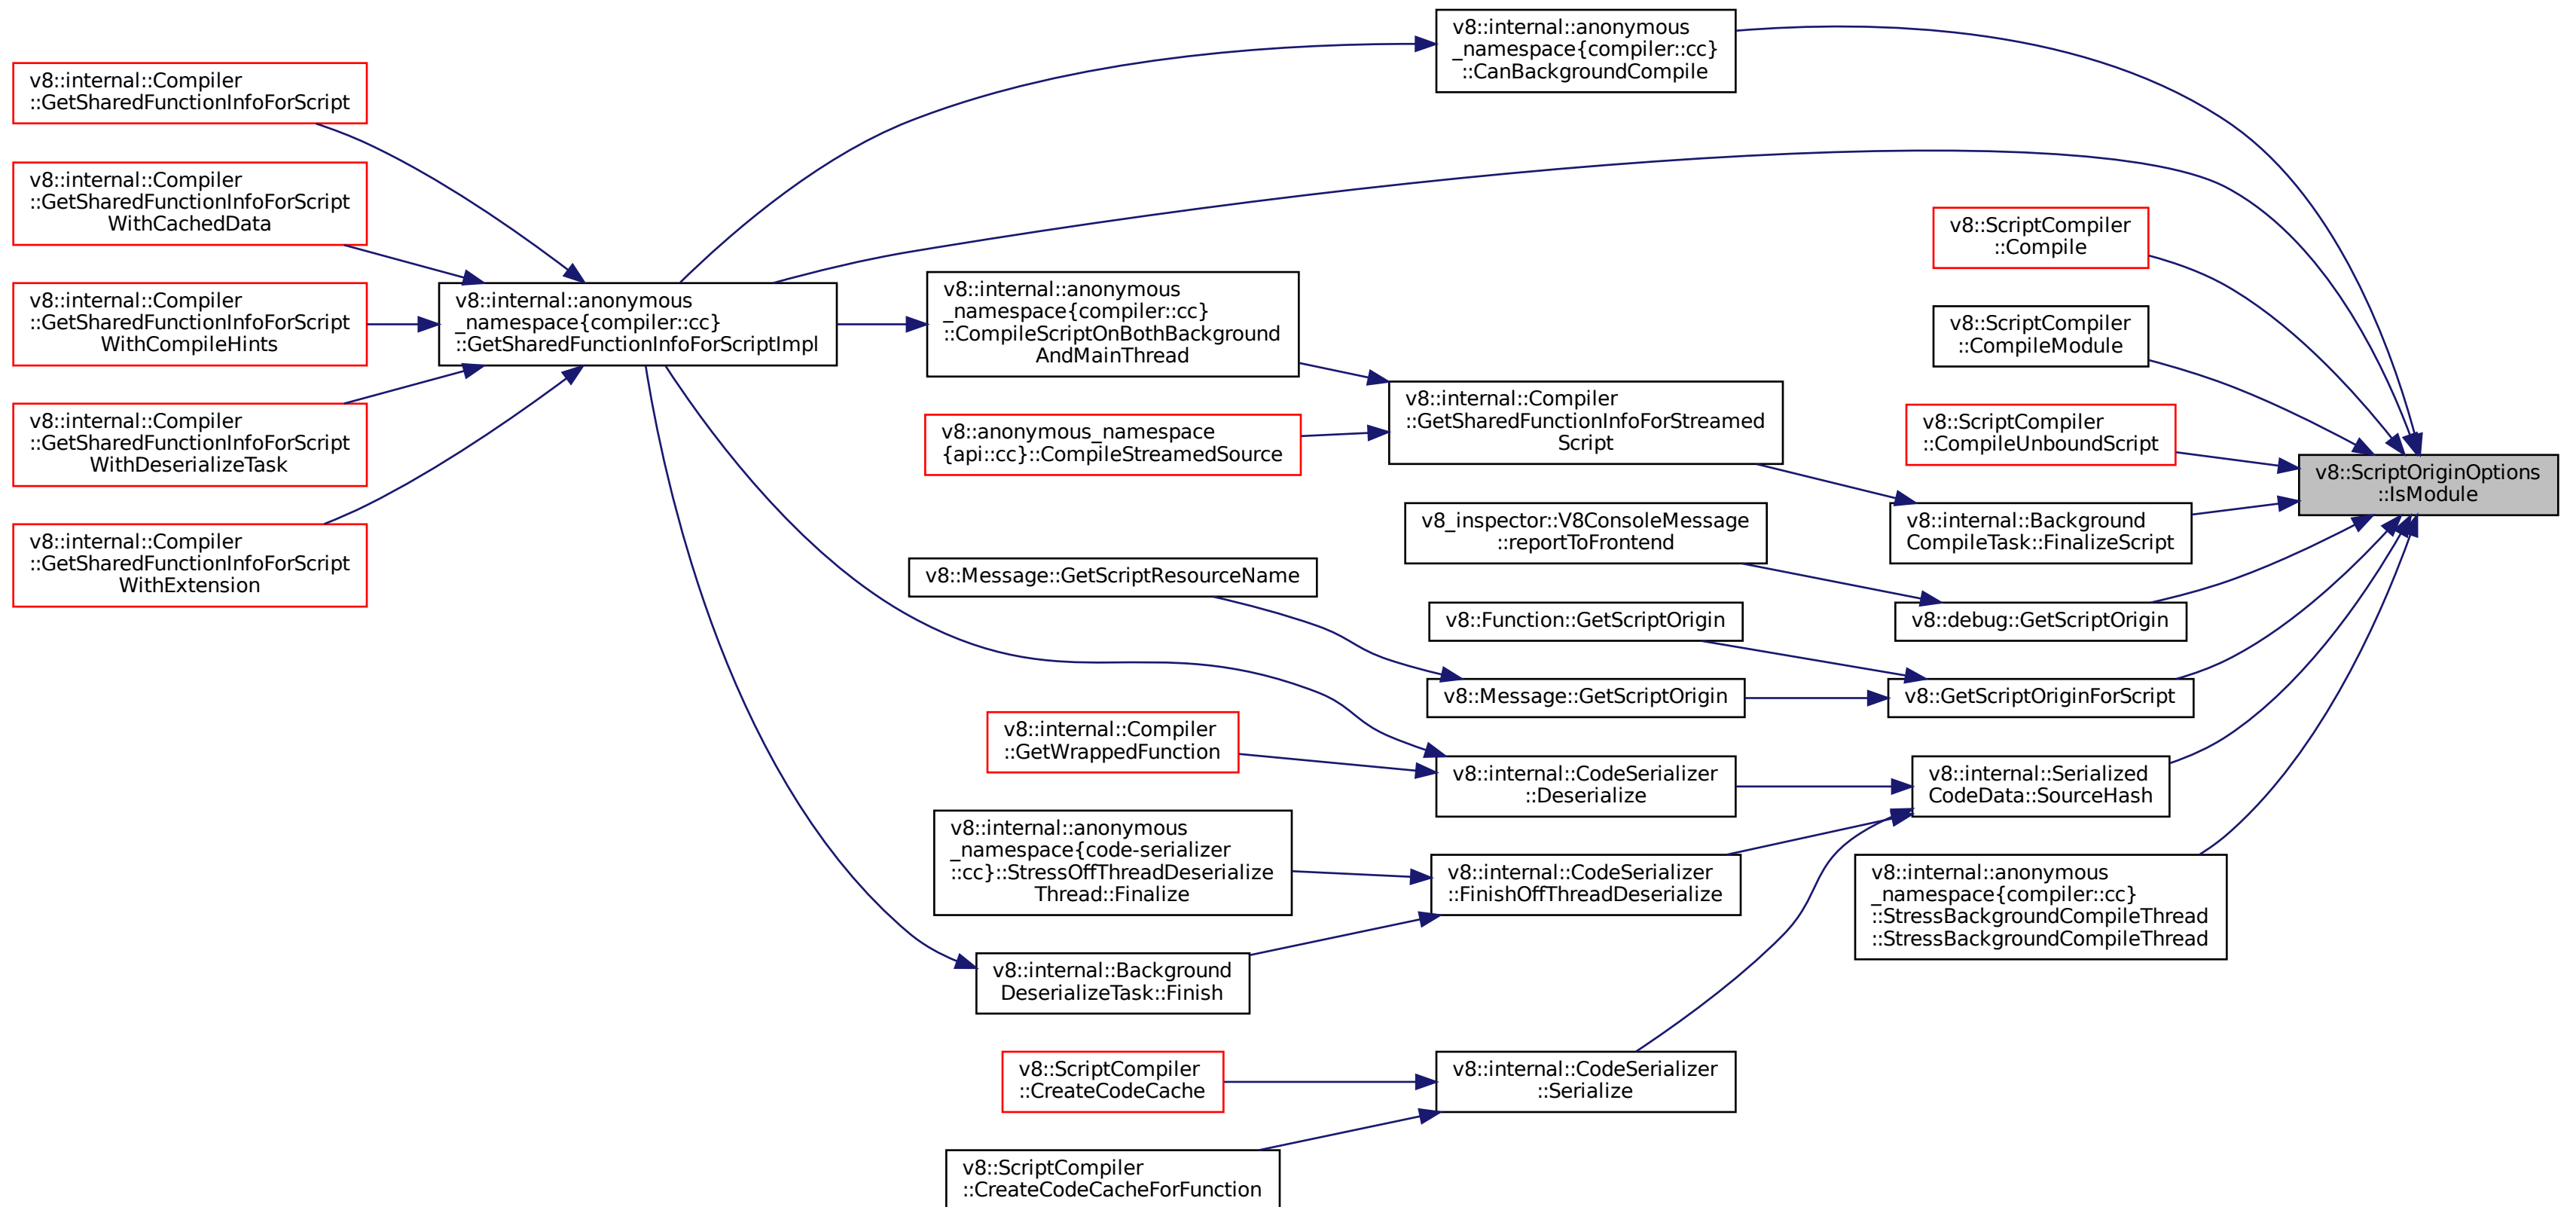 v8::internal::Compiler
::GetSharedFunctionInfoForScript
v8::internal::Compiler
::GetSharedFunctionInfoForScript
WithCachedData
v8::internal::Compiler
::GetSharedFunctionInfoForScript
WithCompileHints
v8::internal::Compiler
::GetSharedFunctionInfoForScript
WithDeserializeTask
v8::internal::Compiler
::GetSharedFunctionInfoForScript
WithExtension
v8::internal::anonymous
_namespace{compiler::cc}
::GetSharedFunctionInfoForScriptImpl
v8::internal::anonymous
_namespace{compiler::cc}
::CompileScriptOnBothBackground
AndMainThread
v8::anonymous_namespace
{api::cc}::CompileStreamedSource
v8::Message::GetScriptResourceName
v8::internal::Compiler
::GetWrappedFunction
v8::internal::anonymous
_namespace{code-serializer
::cc}::StressOffThreadDeserialize
Thread::Finalize
v8::internal::Background
DeserializeTask::Finish
v8::ScriptCompiler
::CreateCodeCache
v8::ScriptCompiler
::CreateCodeCacheForFunction
v8::internal::anonymous
_namespace{compiler::cc}
::CanBackgroundCompile
v8::internal::Compiler
::GetSharedFunctionInfoForStreamed
Script
v8_inspector::V8ConsoleMessage
::reportToFrontend
v8::Function::GetScriptOrigin
v8::Message::GetScriptOrigin
v8::internal::CodeSerializer
::Deserialize
v8::internal::CodeSerializer
::FinishOffThreadDeserialize
v8::internal::CodeSerializer
::Serialize
v8::ScriptCompiler
::Compile
v8::ScriptCompiler
::CompileModule
v8::ScriptCompiler
::CompileUnboundScript
v8::internal::Background
CompileTask::FinalizeScript
v8::debug::GetScriptOrigin
v8::GetScriptOriginForScript
v8::internal::Serialized
CodeData::SourceHash
v8::internal::anonymous
_namespace{compiler::cc}
::StressBackgroundCompileThread
::StressBackgroundCompileThread
v8::ScriptOriginOptions
::IsModule